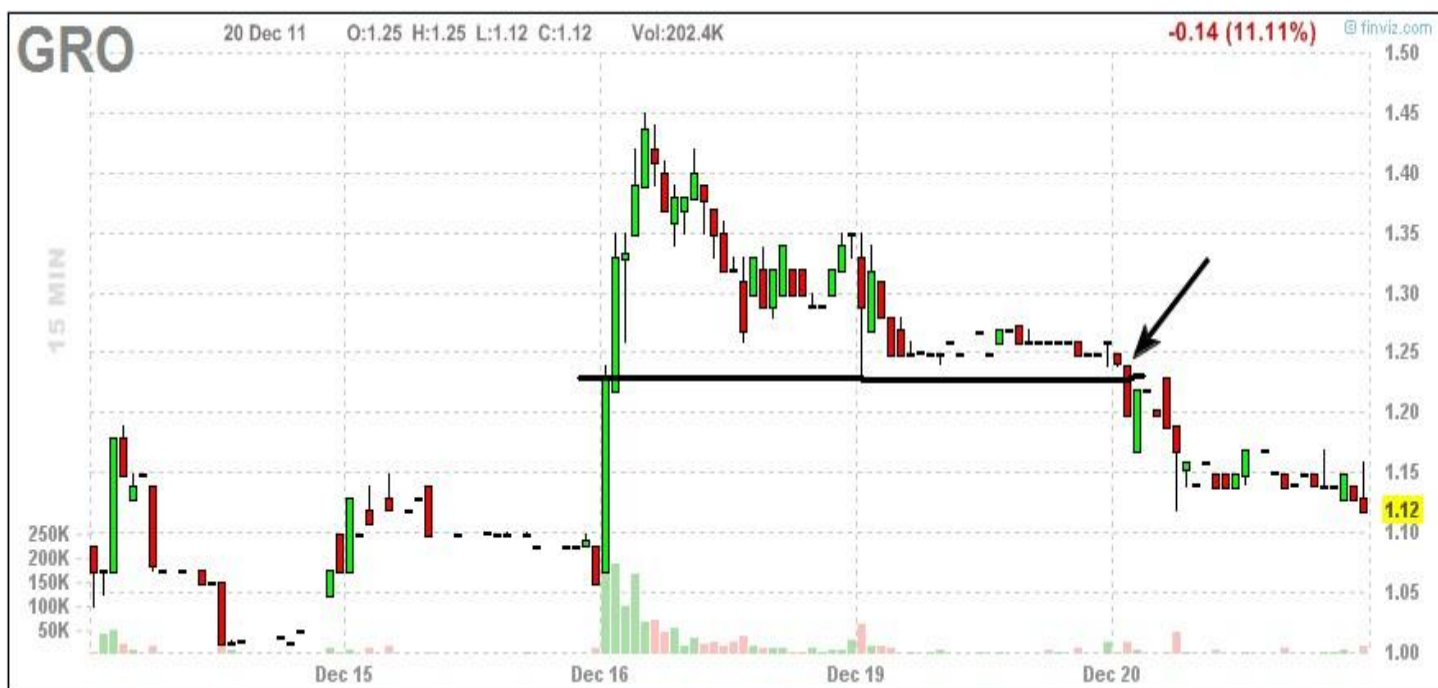 GRO
20 Dec 11 O:1.25 H:1.25 L:1.12 C:1.12 Vol:202.4K
-0.14 (11.11%)
© finviz.com
15 MIN
1.50
1.45
1.40
1.35
1.30
1.25
1.20
1.15
1.12
1.10
1.05
1.00
250K
200K
150K
100K
50K
Dec 15
Dec 16
Dec 19
Dec 20